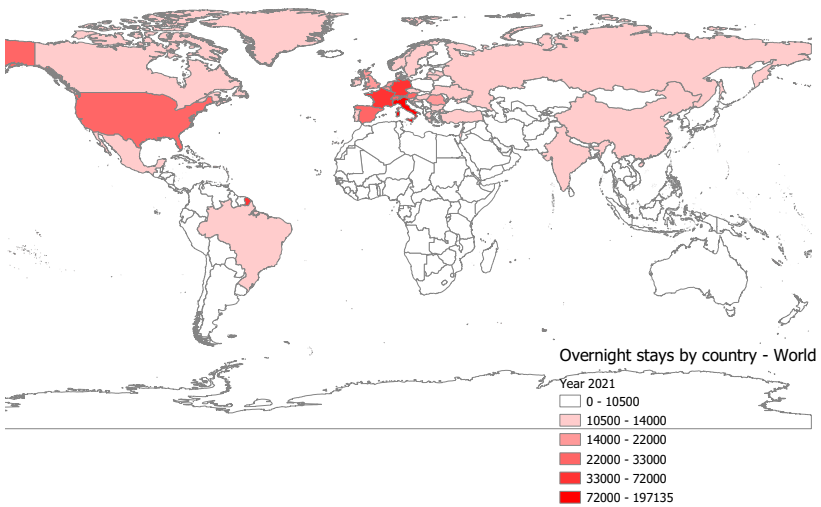 Overnight stays by country - World
Year 2021
0 - 10500
10500 - 14000
14000 - 22000
22000 - 33000
33000 - 72000
72000 - 197135